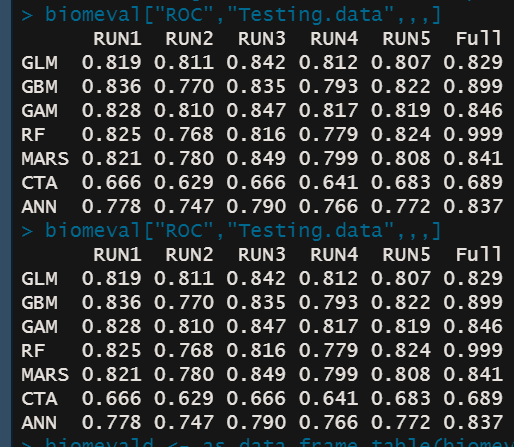 > biomeval["ROC","Testing.data",,,]
RUN1 RUN2 RUN3 RUN4 RUN5 Full
GLM 0.819 0.811 0.842 0.812 0.807 0.829
GBM 0.836 0.770 0.835 0.793 0.822 0.899
GAM 0.828 0.810 0.847 0.817 0.819 0.846
RF 0.825 0.768 0.816 0.779 0.824 0.999
MARS 0.821 0.780 0.849 0.799 0.808 0.841
CTA 0.666 0.629 0.666 0.641 0.683 0.689
ANN 0.778 0.747 0.790 0.766 0.772 0.837
> biomeval["ROC","Testing.data",,,]
RUN1 RUN2 RUN3 RUN4 RUN5 Full
GLM 0.819 0.811 0.842 0.812 0.807 0.829
GBM 0.836 0.770 0.835 0.793 0.822 0.899
GAM 0.828 0.810 0.847 0.817 0.819 0.846
RF 0.825 0.768 0.816 0.779 0.824 0.999
MARS 0.821 0.780 0.849 0.799 0.808 0.841
CTA 0.666 0.629 0.666 0.641 0.683 0.689
ANN 0.778 0.747 0.790 0.766 0.772 0.837
> biomevald <- as.data.frame.table(biomev